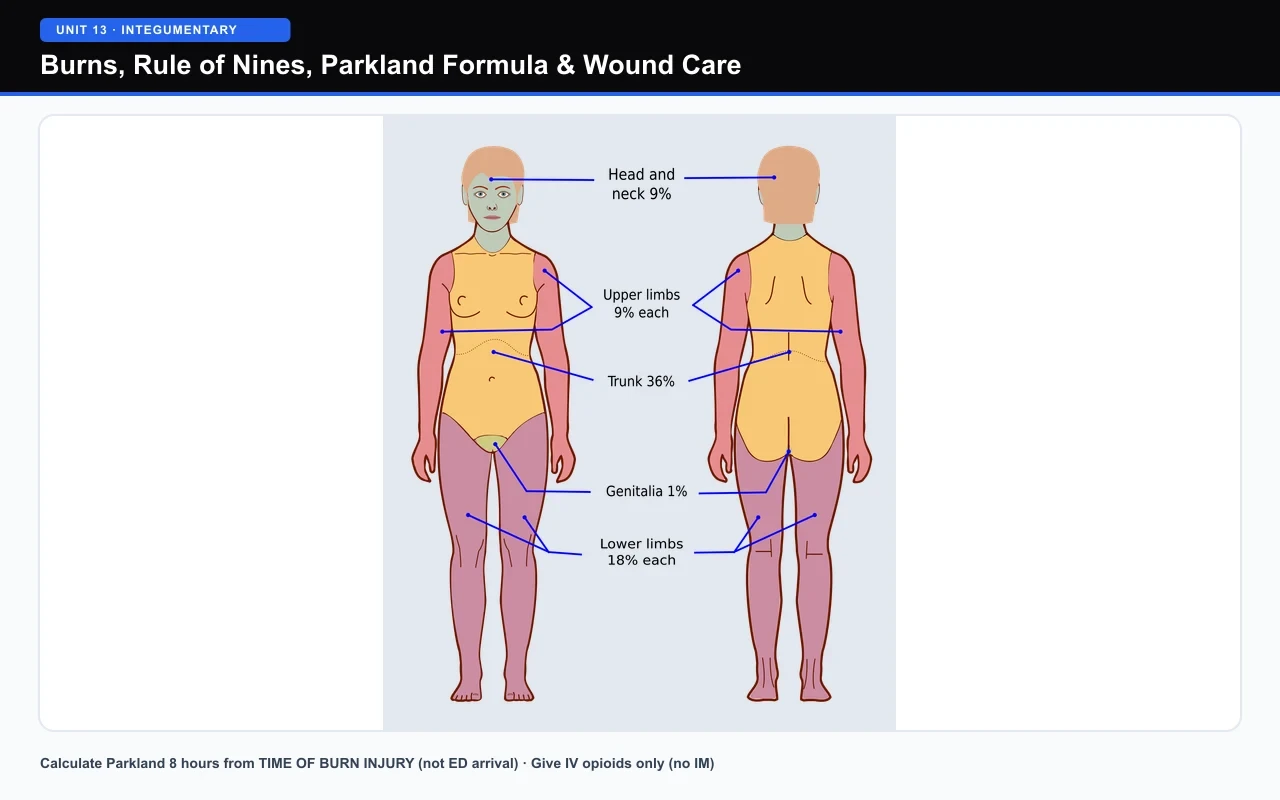 UNIT 13 · INTEGUMENTARY
Burns, Rule of Nines, Parkland Formula & Wound Care
Head and
neck 9%
Upper limbs
9% each
Trunk 36%
Genitalia 1%
Lower limbs
18% each
Calculate Parkland 8 hours from TIME OF BURN INJURY (not ED arrival) · Give IV opioids only (no IM)